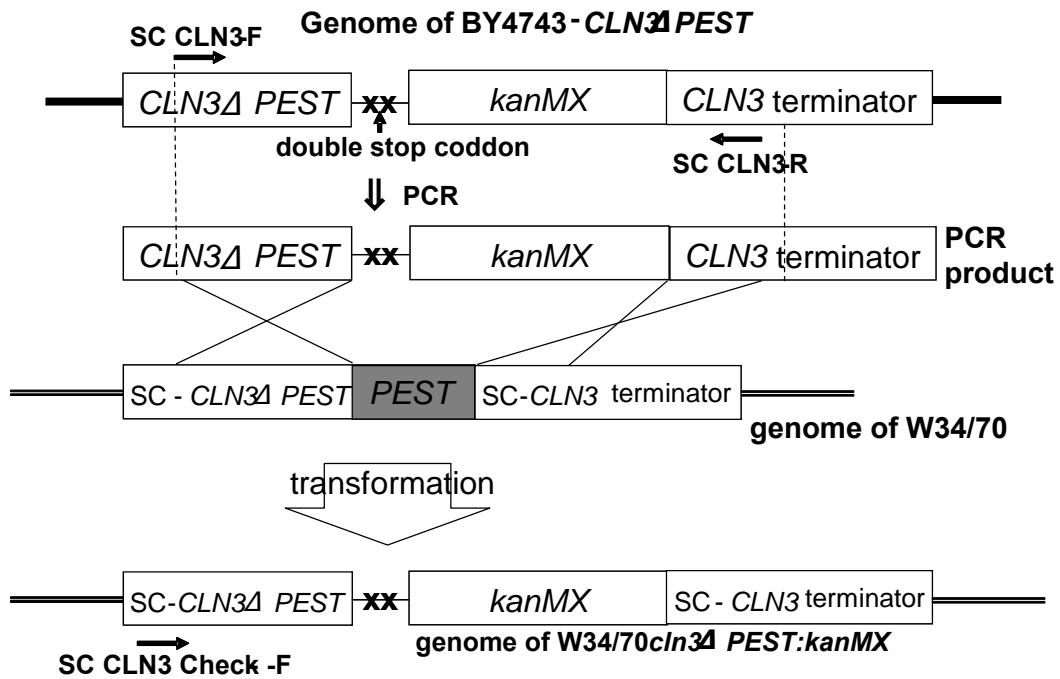 Genome of BY4743-CLN3Δ PEST
SC CLN3-F
CLN3Δ PEST
xx
kanMX
CLN3 terminator
double stop coddon
SC CLN3-R
PCR
CLN3Δ PEST
xx
kanMX
CLN3 terminator
PCR
product
SC - CLN3Δ PEST
PEST
SC-CLN3 terminator
genome of W34/70
transformation
SC-CLN3Δ PEST
xx
kanMX
SC - CLN3 terminator
SC CLN3 Check -F
genome of W34/70cln3Δ PEST:kanMX